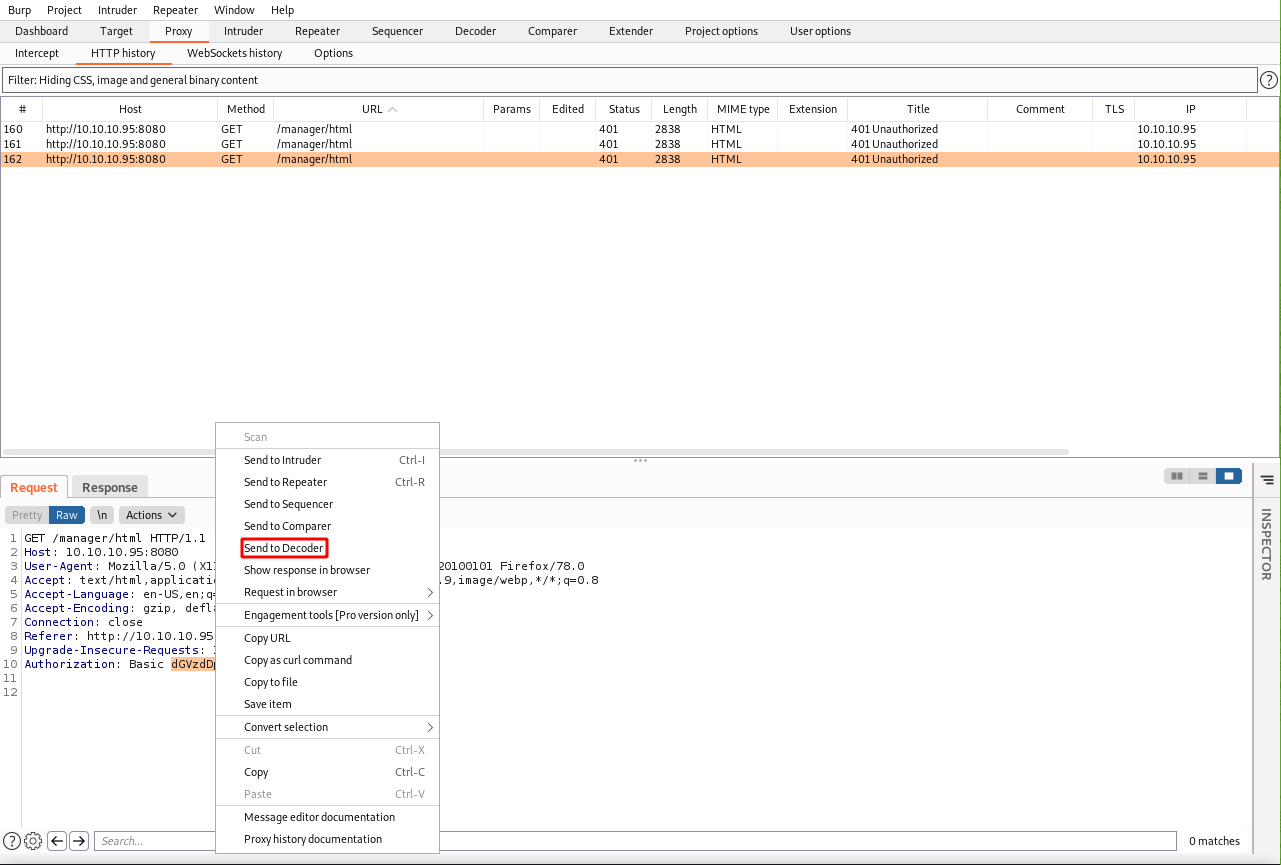 Burp Project Intruder Repeater Window Help
Dashboard Target Proxy Intruder Repeater Sequencer Decoder Comparer Extender Project options User options
Intercept HTTP history WebSockets history Options
Filter: Hiding CSS, image and general binary content ?
# Host Method URL Params Edited Status Length MIME type Extension Title Comment TLS IP
160 http://10.10.10.95:8080 GET /manager/html 401 2838 HTML 401 Unauthorized 10.10.10.95
161 http://10.10.10.95:8080 GET /manager/html 401 2838 HTML 401 Unauthorized 10.10.10.95
162 http://10.10.10.95:8080 GET /manager/html 401 2838 HTML 401 Unauthorized 10.10.10.95
Scan
Send to Intruder Ctrl-I
Send to Repeater Ctrl-R
Send to Sequencer
Send to Comparer
Send to Decoder
Show response in browser
Request in browser
Engagement tools [Pro version only]
Copy URL
Copy as curl command
Copy to file
Save item
Convert selection
Cut Ctrl-X
Copy Ctrl-C
Paste Ctrl-V
Message editor documentation
Proxy history documentation
Request Response
Pretty Raw \n Actions
1 GET /manager/html HTTP/1.1
2 Host: 10.10.10.95:8080
3 User-Agent: Mozilla/5.0 (X1 20100101 Firefox/78.0
4 Accept: text/html,applicatio .9,image/webp,*/*;q=0.8
5 Accept-Language: en-US,en;q=
6 Accept-Encoding: gzip, defla
7 Connection: close
8 Referer: http://10.10.10.95
9 Upgrade-Insecure-Requests:
10 Authorization: Basic dGVzdDp
11
12
INSPECTOR
? Search... 0 matches